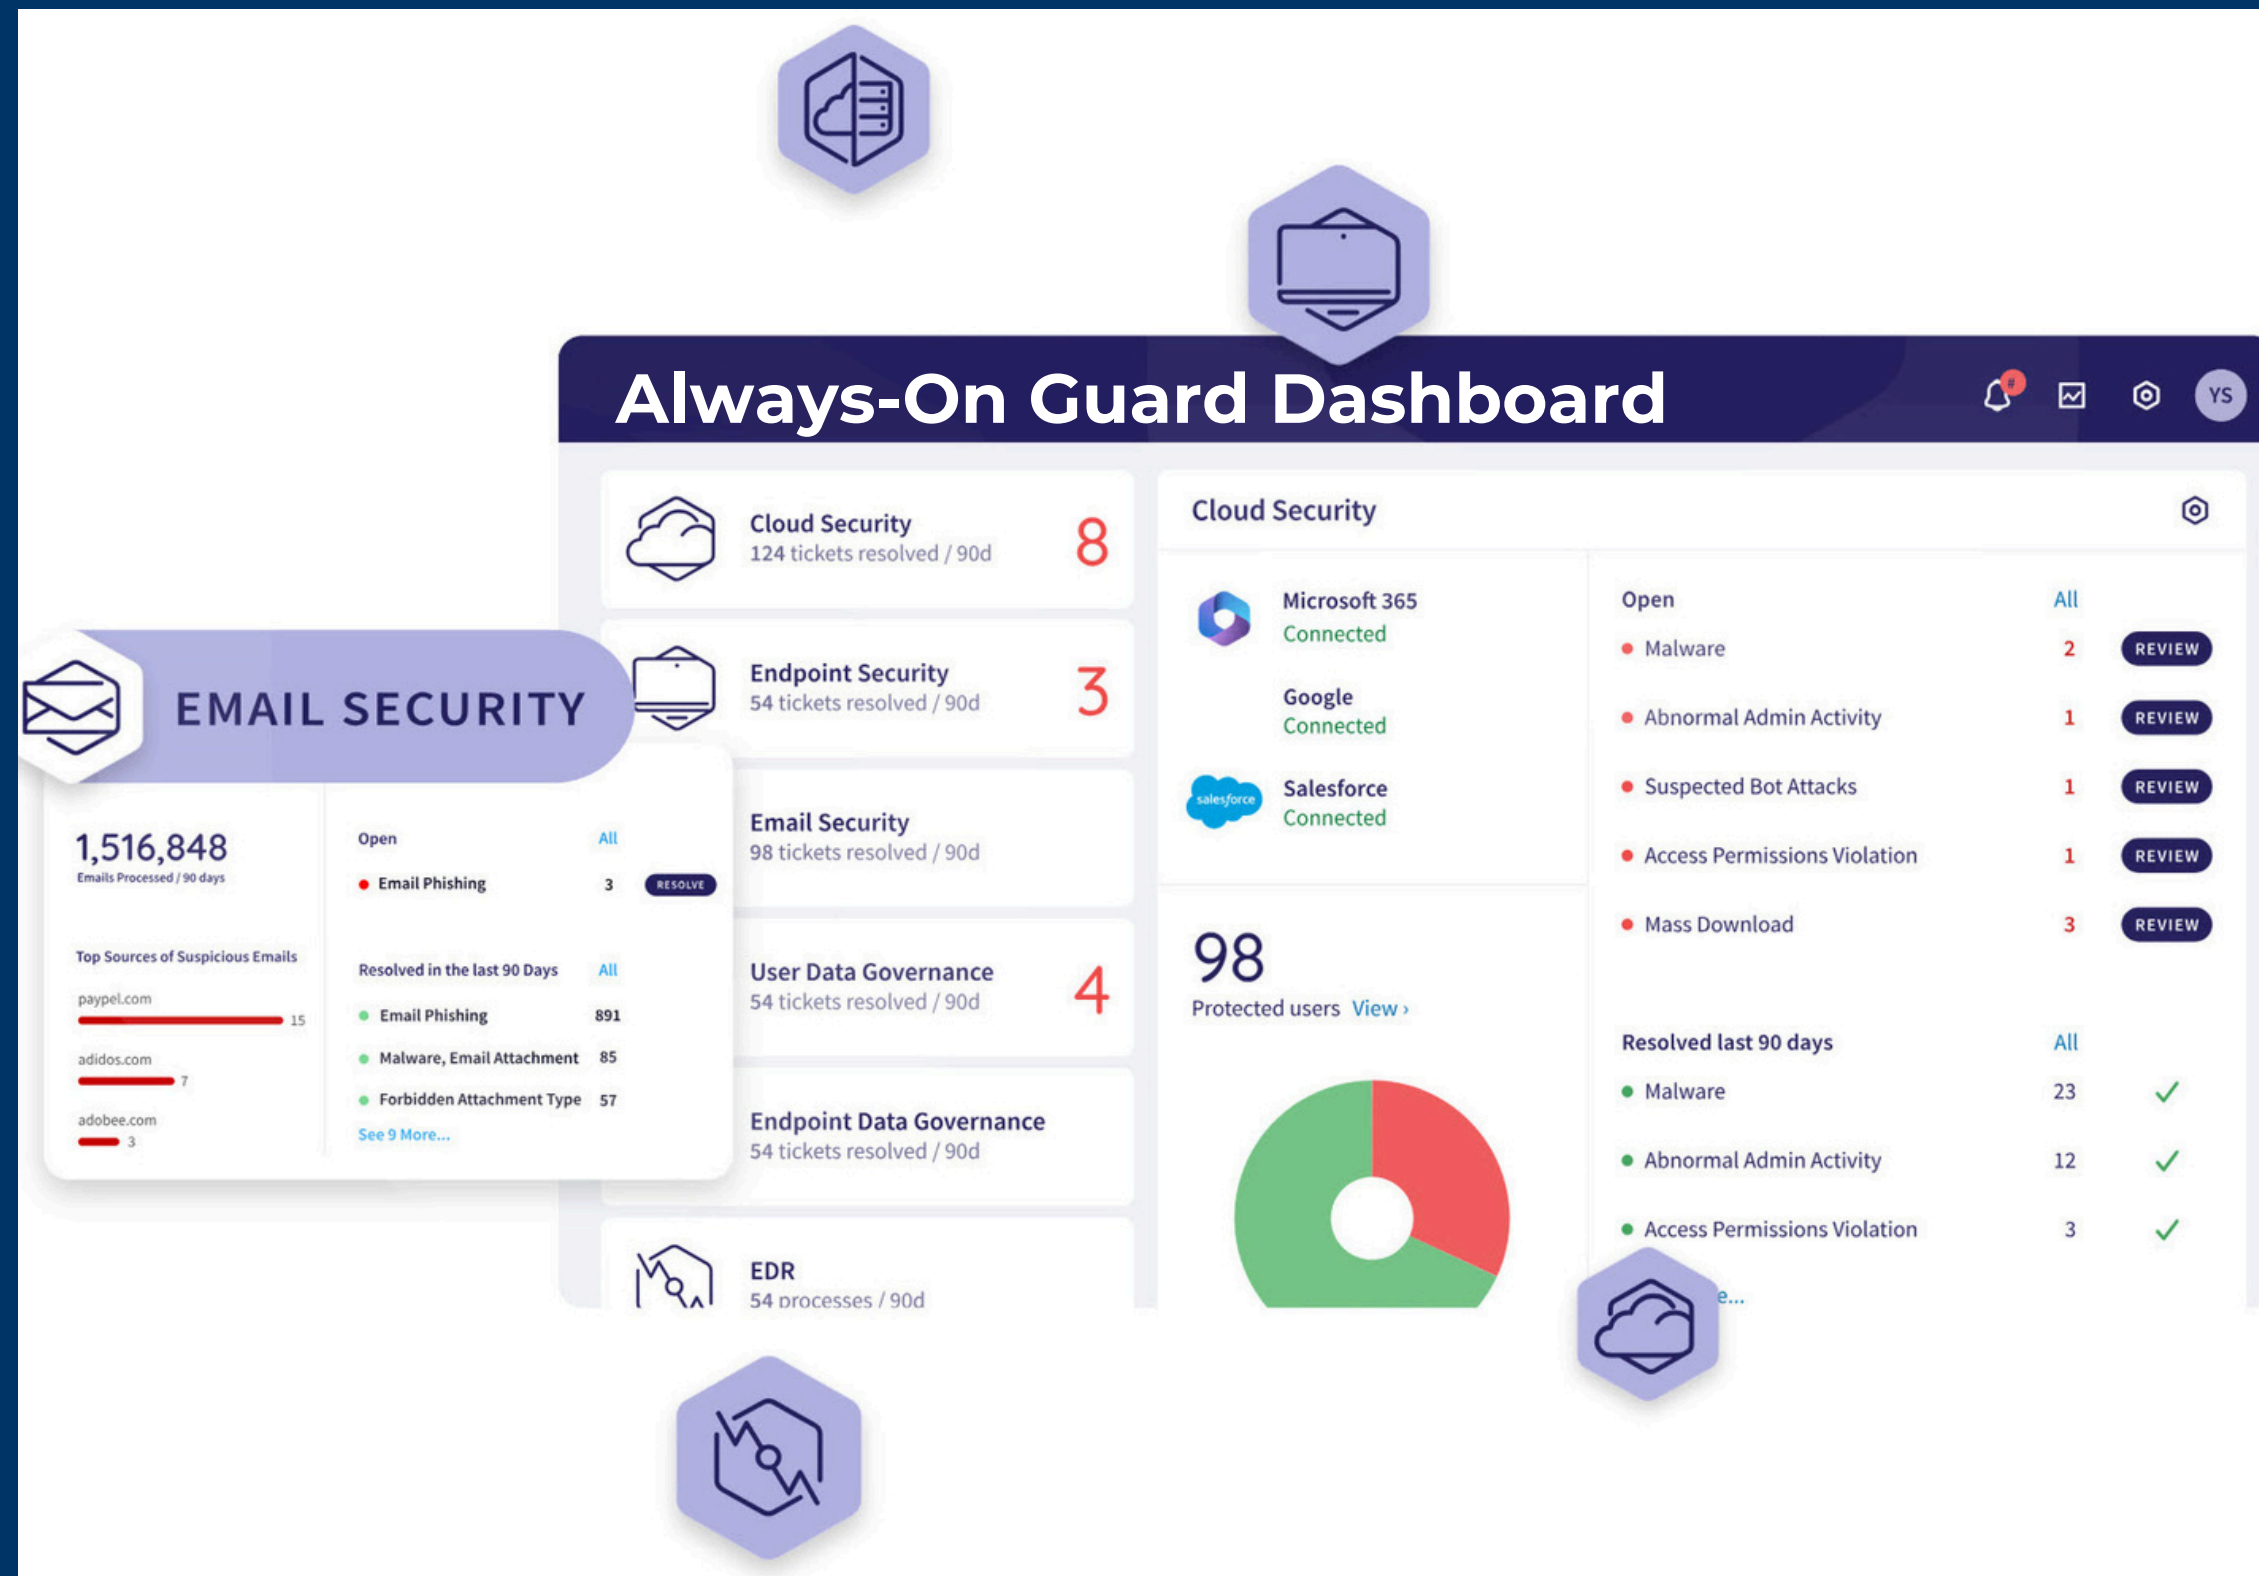 Always-On Guard Dashboard
#
YS
Cloud Security
124 tickets resolved / 90d
8
Endpoint Security
54 tickets resolved / 90d
3
Email Security
98 tickets resolved / 90d
User Data Governance
54 tickets resolved / 90d
4
Endpoint Data Governance
54 tickets resolved / 90d
EDR
54 processes / 90d
EMAIL SECURITY
1,516,848
Emails Processed / 90 days
Top Sources of Suspicious Emails
paypel.com
15
adidos.com
7
adobee.com
3
Open All
Email Phishing 3 RESOLVE
Resolved in the last 90 Days All
Email Phishing 891
Malware, Email Attachment 85
Forbidden Attachment Type 57
See 9 More...
Cloud Security
Microsoft 365
Connected
Google
Connected
salesforce
Salesforce
Connected
98
Protected users View ›
Open All
Malware 2 REVIEW
Abnormal Admin Activity 1 REVIEW
Suspected Bot Attacks 1 REVIEW
Access Permissions Violation 1 REVIEW
Mass Download 3 REVIEW
Resolved last 90 days All
Malware 23
Abnormal Admin Activity 12
Access Permissions Violation 3